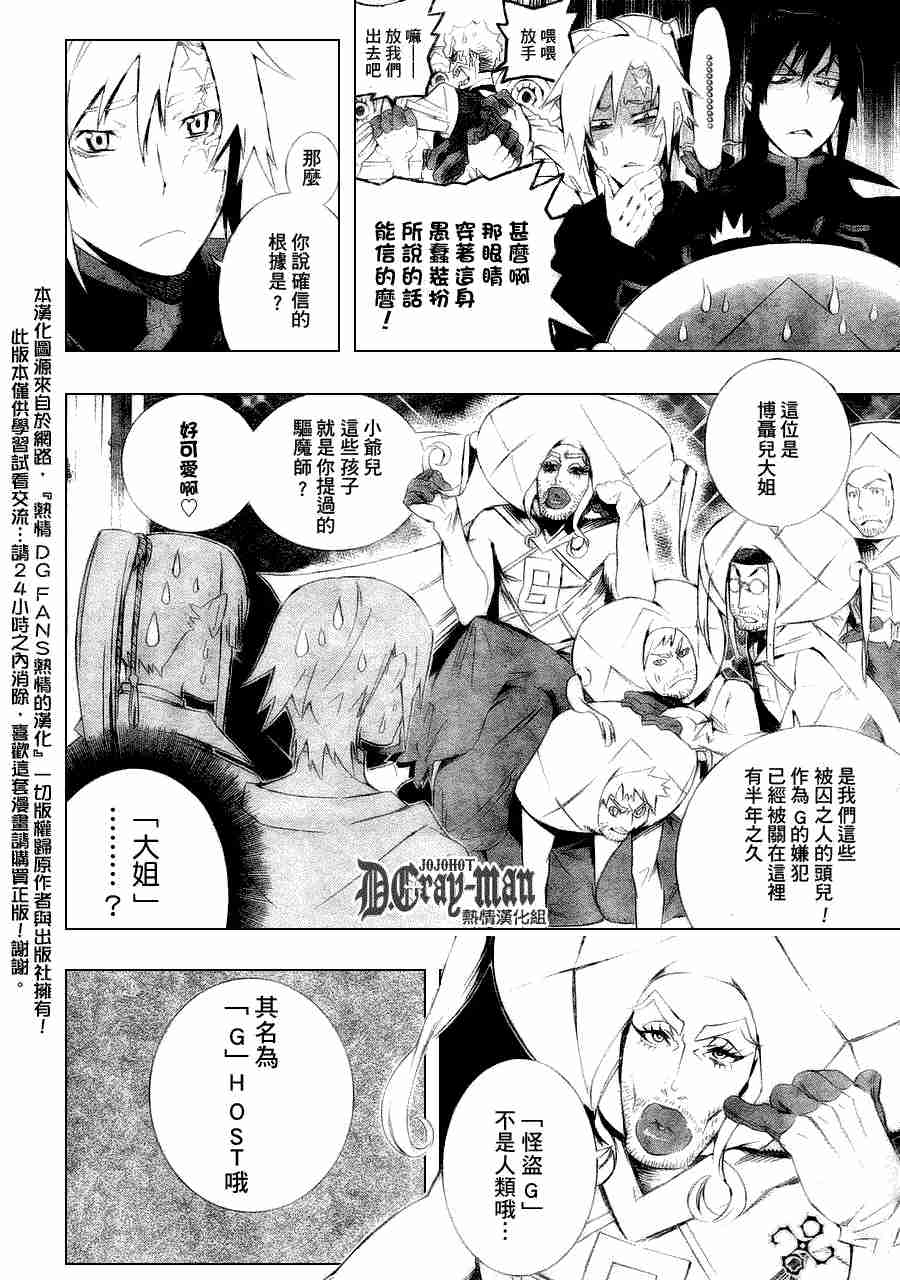 喂喂
放手
嘛—
放我們
出去吧
………
甚麼啊
那眼睛
穿著這身
愚蠢裝扮
所說的話
能信的麼！
那麼
你說確信的
根據是？
這位是
博聶兒大姐
小爺兒
這些孩子
就是你提過的
驅魔師？
好可愛啊♡
是我們這些
被囚之人的頭兒！
作為G的嫌犯
已經被關在這裡
有半年之久
「大姐」
………？
JOJOHOT
D.Gray-man
熱情漢化組
「怪盜G」
不是人類哦…
其名為
「G」HOST哦
本漢化圖源來自於網路．『熱情DG FANS熱情的漢化』一切版權歸原作者與出版社擁有！
此版本僅供學習試看交流…請24小時之內消除．喜歡這套漫畫請購買正版！謝謝。